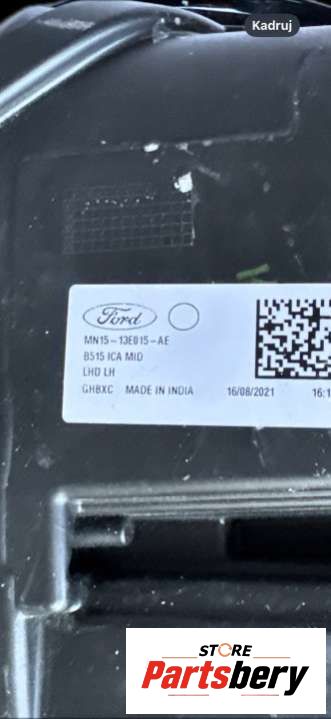 Kadruj
Ford
MN15-13E015-AE
B515 ICA MID
LHD LH
GHBXC MADE IN INDIA 16/08/2021 16:1
STORE
Partsbery